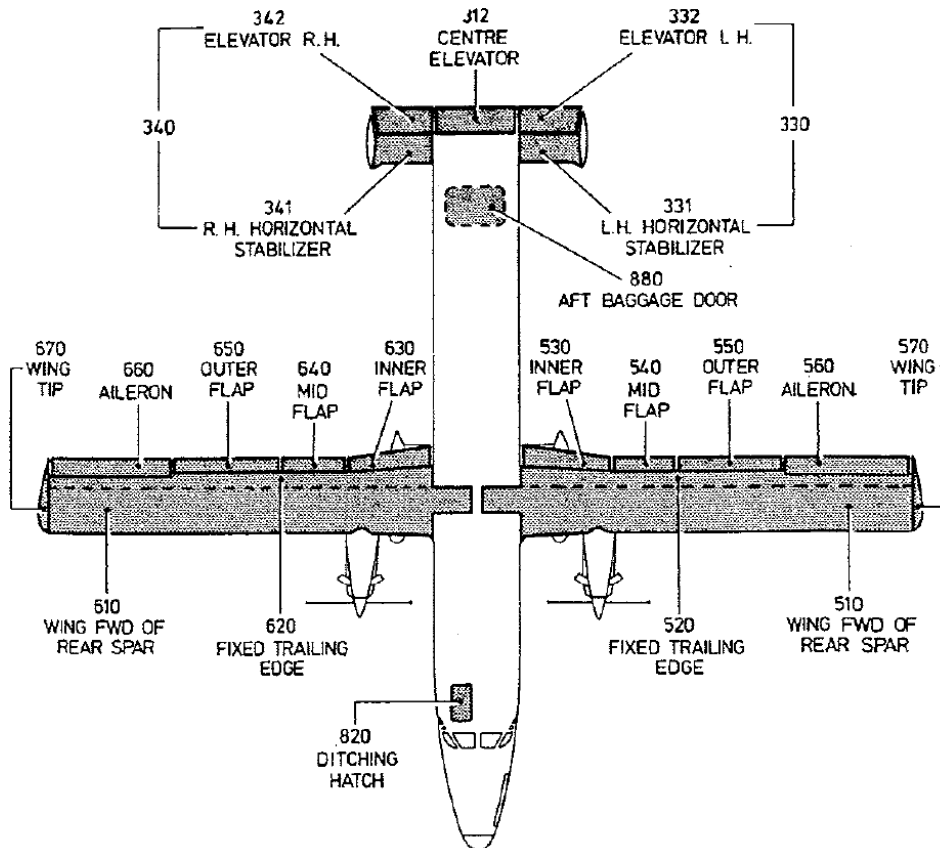 342
ELEVATOR R.H.
312
CENTRE
ELEVATOR
332
ELEVATOR L H.
340
330
341
R. H. HORIZONTAL
STABILIZER
331
L.H. HORIZONTAL
STABILIZER
880
AFT BAGGAGE DOOR
670
WING
TIP
660
AILERON
650
OUTER
FLAP
640
MID
FLAP
630
INNER
FLAP
530
INNER
FLAP
540
MID
FLAP
550
OUTER
FLAP
560
AILERON.
570
WING
TIP
610
WING FWD OF
REAR SPAR
620
FIXED TRAILING
EDGE
520
FIXED TRAILING
EDGE
510
WING FWD OF
REAR SPAR
820
DITCHING
HATCH